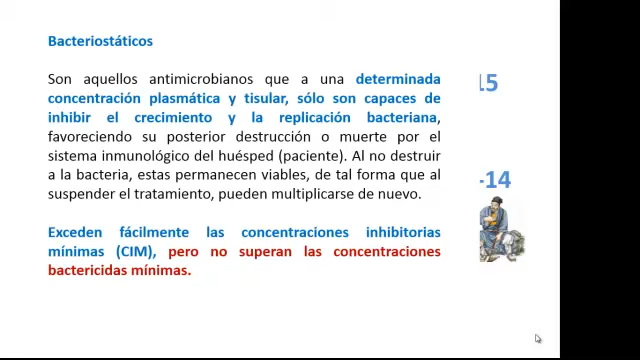 Bacteriostáticos
Son aquellos antimicrobianos que a una determinada
concentración plasmática y tisular, sólo son capaces de
inhibir el crecimiento y la replicación bacteriana,
favoreciendo su posterior destrucción o muerte por el
sistema inmunológico del huésped (paciente). Al no destruir
a la bacteria, estas permanecen viables, de tal forma que al
suspender el tratamiento, pueden multiplicarse de nuevo.
Exceden fácilmente las concentraciones inhibitorias
mínimas (CIM), pero no superan las concentraciones
bactericidas mínimas.
15
-14